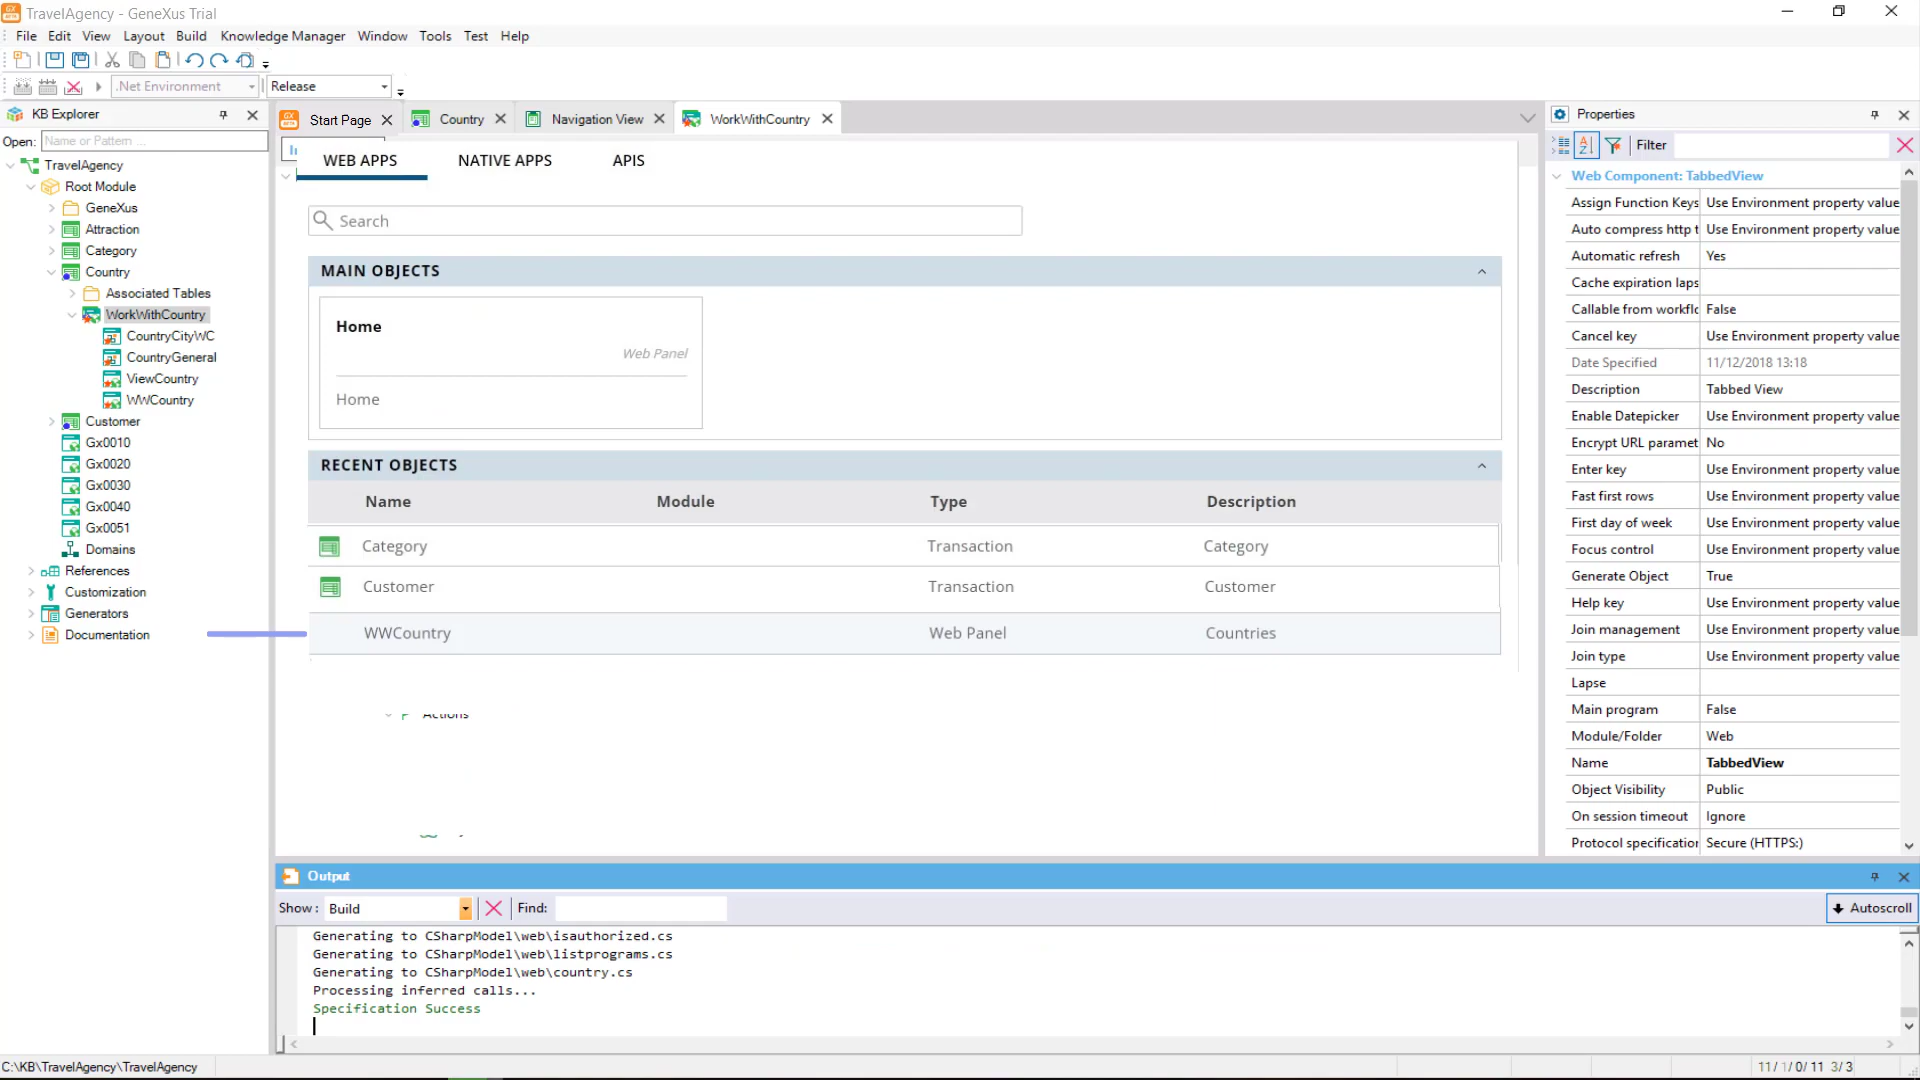 TravelAgency - GeneXus Trial
File Edit View Layout Build Knowledge Manager Window Tools Test Help
.Net Environment Release
KB Explorer
Open: Name or Pattern ...
TravelAgency
Root Module
GeneXus
Attraction
Category
Country
Associated Tables
WorkWithCountry
CountryCityWC
CountryGeneral
ViewCountry
WWCountry
Customer
Gx0010
Gx0020
Gx0030
Gx0040
Gx0051
Domains
References
Customization
Generators
Documentation
Start Page Country Navigation View WorkWithCountry
WEB APPS NATIVE APPS APIS
Search
MAIN OBJECTS
Home
Web Panel
Home
RECENT OBJECTS
Name Module Type Description
Category Transaction Category
Customer Transaction Customer
WWCountry Web Panel Countries
Actions
Properties
Filter
Web Component: TabbedView
Assign Function Keys Use Environment property value
Auto compress http t Use Environment property value
Automatic refresh Yes
Cache expiration laps
Callable from workflc False
Cancel key Use Environment property value
Date Specified 11/12/2018 13:18
Description Tabbed View
Enable Datepicker Use Environment property value
Encrypt URL paramet No
Enter key Use Environment property value
Fast first rows Use Environment property value
First day of week Use Environment property value
Focus control Use Environment property value
Generate Object True
Help key Use Environment property value
Join management Use Environment property value
Join type Use Environment property value
Lapse
Main program False
Module/Folder Web
Name TabbedView
Object Visibility Public
On session timeout Ignore
Protocol specification Secure (HTTPS:)
Output
Show: Build Find: Autoscroll
Generating to CSharpModel\web\isauthorized.cs
Generating to CSharpModel\web\listprograms.cs
Generating to CSharpModel\web\country.cs
Processing inferred calls...
Specification Success
C:\KB\TravelAgency\TravelAgency 11/ 1/ 0/ 11 3/ 3